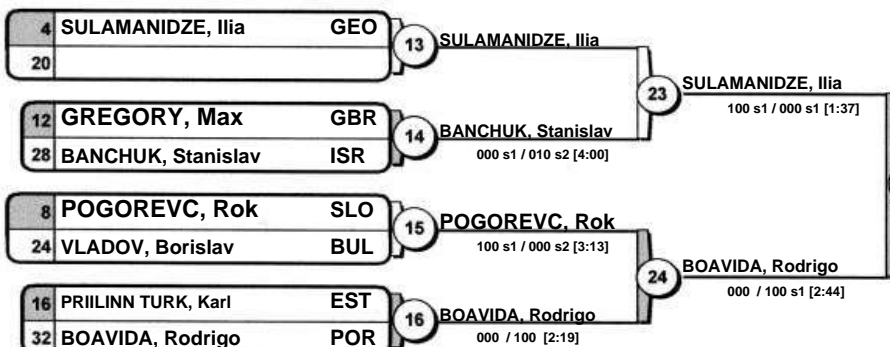 4 SULAMANIDZE, Ilia GEO
20
13
SULAMANIDZE, Ilia
12 GREGORY, Max GBR
28 BANCHUK, Stanislav ISR
14
BANCHUK, Stanislav
000 s1 / 010 s2 [4:00]
23
SULAMANIDZE, Ilia
100 s1 / 000 s1 [1:37]
8 POGOREVC, Rok SLO
24 VLADOV, Borislav BUL
15
POGOREVC, Rok
100 s1 / 000 s2 [3:13]
16 PRIILINN TURK, Karl EST
32 BOAVIDA, Rodrigo POR
16
BOAVIDA, Rodrigo
000 / 100 [2:19]
24
BOAVIDA, Rodrigo
000 / 100 s1 [2:44]